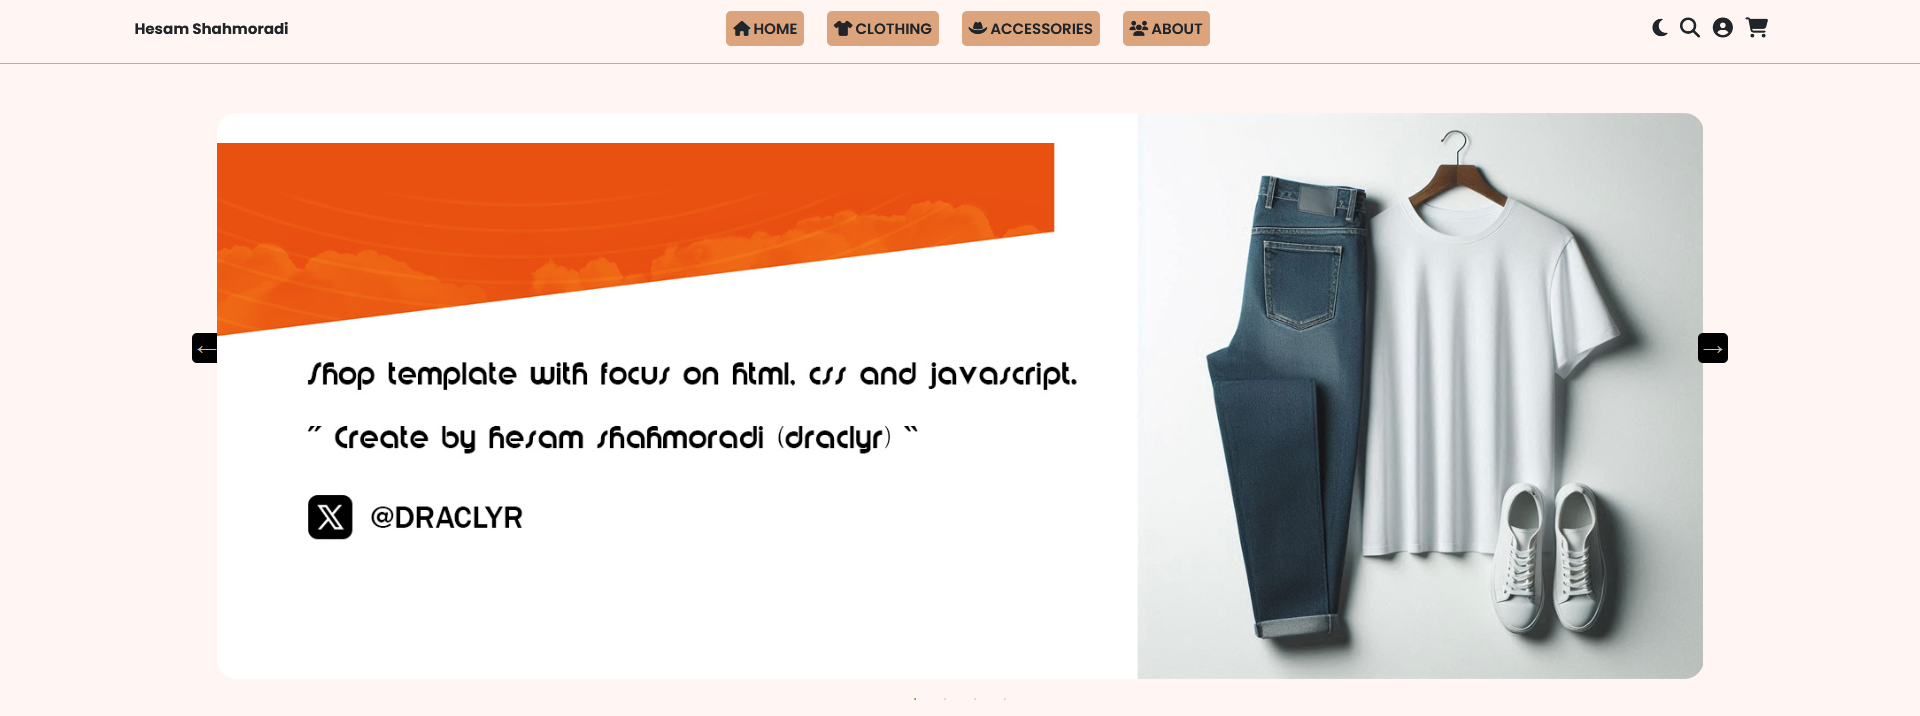 Hesam Shahmoradi
HOME
CLOTHING
ACCESSORIES
ABOUT
Shop template with focus on html, css and javascript.
" Create by hesam shahmoradi (draclyr) "
@DRACLYR